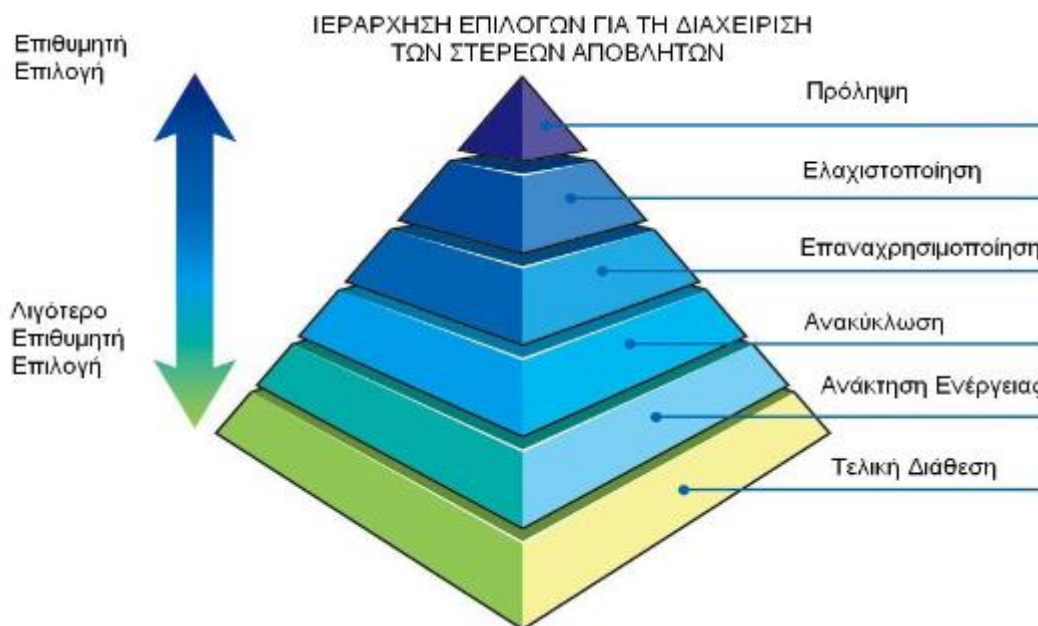 ΙΕΡΑΡΧΗΣΗ ΕΠΙΛΟΓΩΝ ΓΙΑ ΤΗ ΔΙΑΧΕΙΡΙΣΗ
ΤΩΝ ΣΤΕΡΕΩΝ ΑΠΟΒΛΗΤΩΝ
Επιθυμητή
Επιλογή
Πρόληψη
Ελαχιστοποίηση
Επαναχρησιμοποίηση
Λιγότερο
Επιθυμητή
Επιλογή
Ανακύκλωση
Ανάκτηση Ενέργειας
Τελική Διάθεση